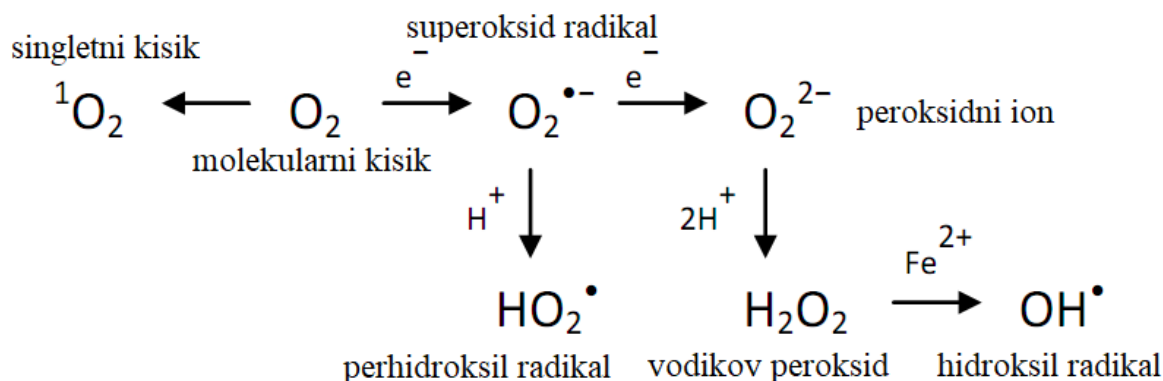 superoksid radikal
singletni kisik
e⁻ e⁻
¹O₂ O₂ O₂•⁻ O₂²⁻ peroksidni ion
molekularni kisik
H⁺ 2H⁺
Fe²⁺
HO₂• H₂O₂ OH•
perhidroksil radikal vodikov peroksid hidroksil radikal